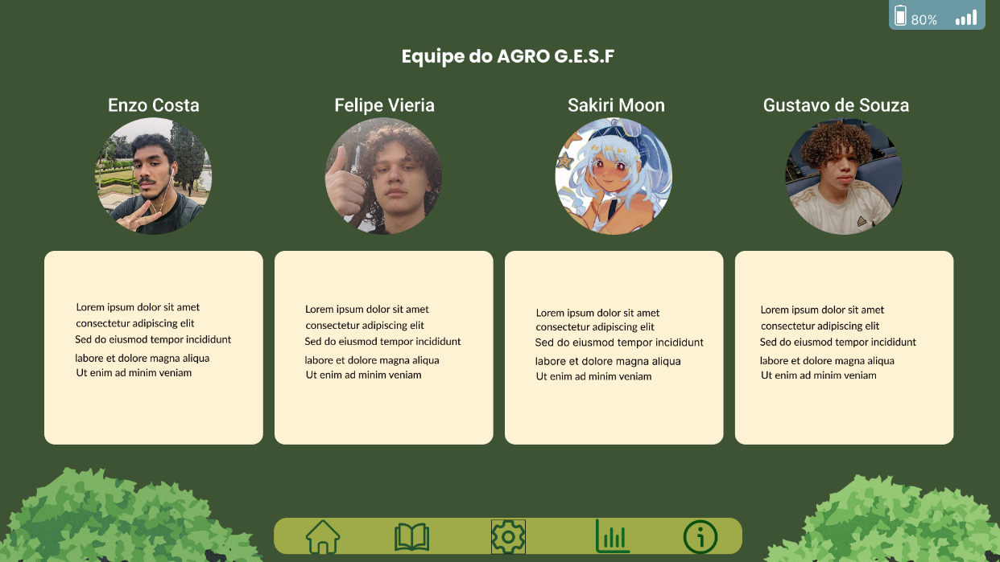 80%
Equipe do AGRO G.E.S.F
Enzo Costa
Felipe Vieria
Sakiri Moon
Gustavo de Souza
Lorem ipsum dolor sit amet
consectetur adipiscing elit
Sed do eiusmod tempor incididunt
labore et dolore magna aliqua
Ut enim ad minim veniam
Lorem ipsum dolor sit amet
consectetur adipiscing elit
Sed do eiusmod tempor incididunt
labore et dolore magna aliqua
Ut enim ad minim veniam
Lorem ipsum dolor sit amet
consectetur adipiscing elit
Sed do eiusmod tempor incididunt
labore et dolore magna aliqua
Ut enim ad minim veniam
Lorem ipsum dolor sit amet
consectetur adipiscing elit
Sed do eiusmod tempor incididunt
labore et dolore magna aliqua
Ut enim ad minim veniam